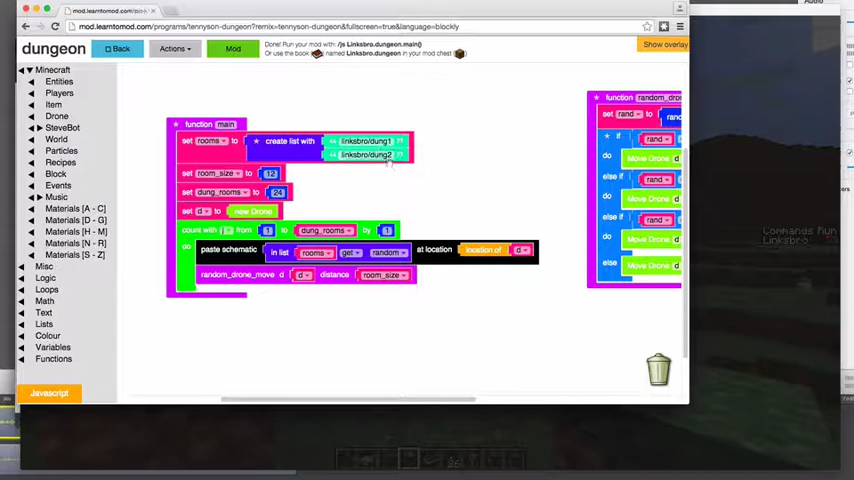 Audio
mod.learntomod.com/programs/tennyson-dungeon?remix=tennyson-dungeon&fullscreen=true&language=blockly
dungeon
Back
Actions
Mod
Done! Run your mod with: /js Linksbro.dungeon.main()
Or use the book named Linksbro.dungeon in your mod chest
Show overlay
Minecraft
Entities
Players
Item
Drone
SteveBot
World
Particles
Recipes
Block
Events
Music
Materials [A - C]
Materials [D - G]
Materials [H - M]
Materials [N - R]
Materials [S - Z]
Misc
Logic
Loops
Math
Text
Lists
Colour
Variables
Functions
Javascript
function main
set rooms to create list with “ linksbro/dung1 ”
“ linksbro/dung2 ”
set room_size to 12
set dung_rooms to 24
set d to new Drone
count with from 1 to dung_rooms by 1
do paste schematic in list rooms get random at location location of d
random_drone_move d d distance room_size
function random_dron
set rand to
if rand
do Move Drone d
else if rand
do Move Drone d
else if rand
do Move Drone d
else Move Drone d
Commands Run
Linksbro